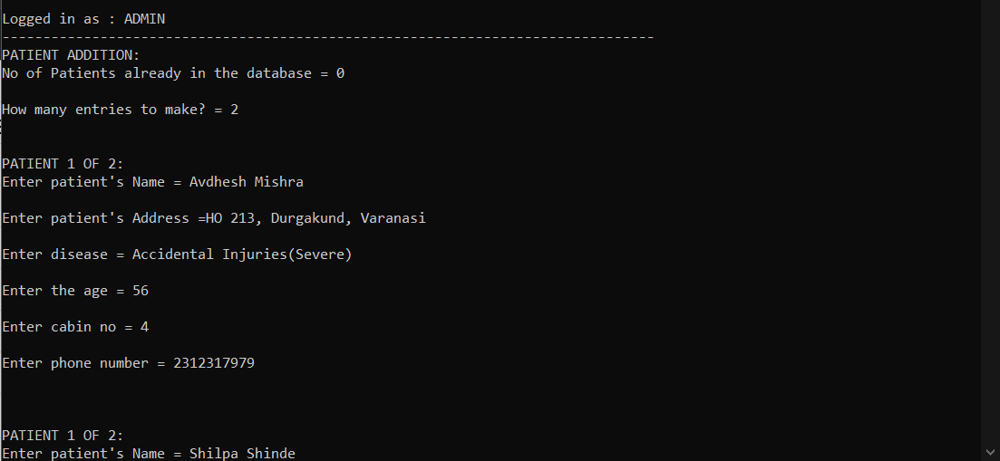 Logged in as : ADMIN
--------------------------------------------------------------------------------
PATIENT ADDITION:
No of Patients already in the database = 0
How many entries to make? = 2
PATIENT 1 OF 2:
Enter patient's Name = Avdhesh Mishra
Enter patient's Address =HO 213, Durgakund, Varanasi
Enter disease = Accidental Injuries(Severe)
Enter the age = 56
Enter cabin no = 4
Enter phone number = 2312317979
PATIENT 1 OF 2:
Enter patient's Name = Shilpa Shinde